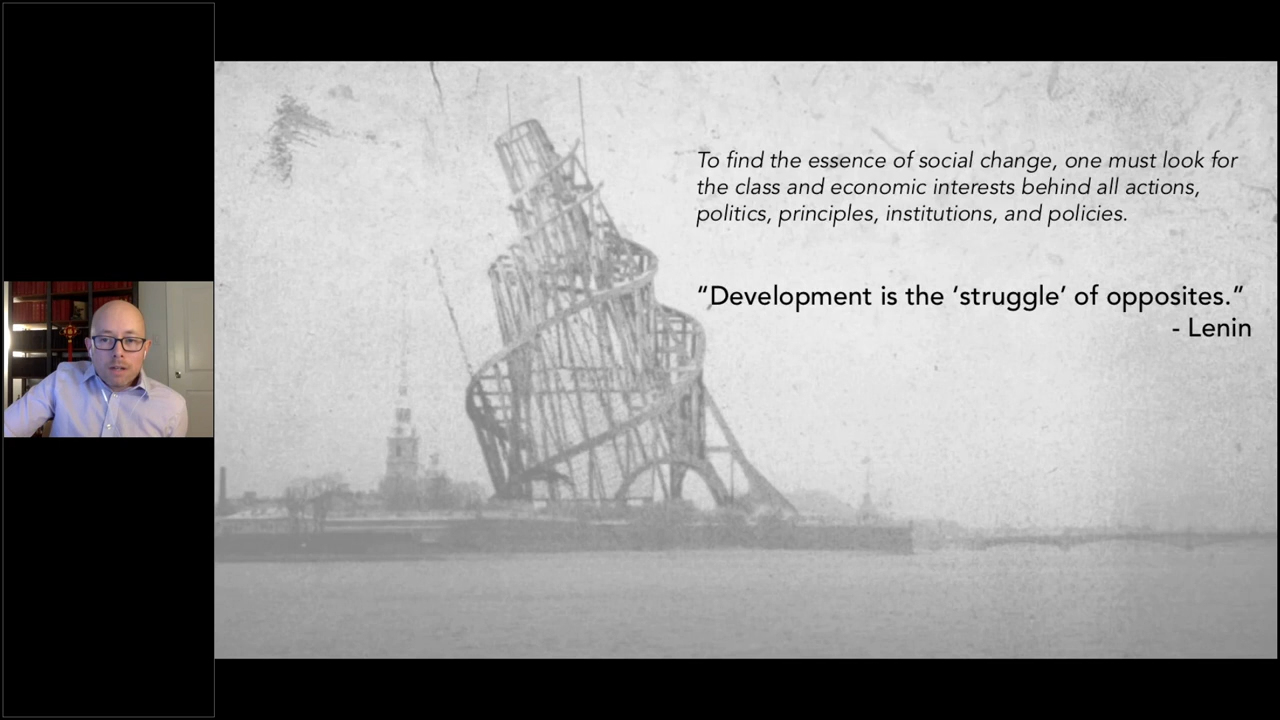 To find the essence of social change, one must look for
the class and economic interests behind all actions,
politics, principles, institutions, and policies.
“Development is the ‘struggle’ of opposites.”
- Lenin